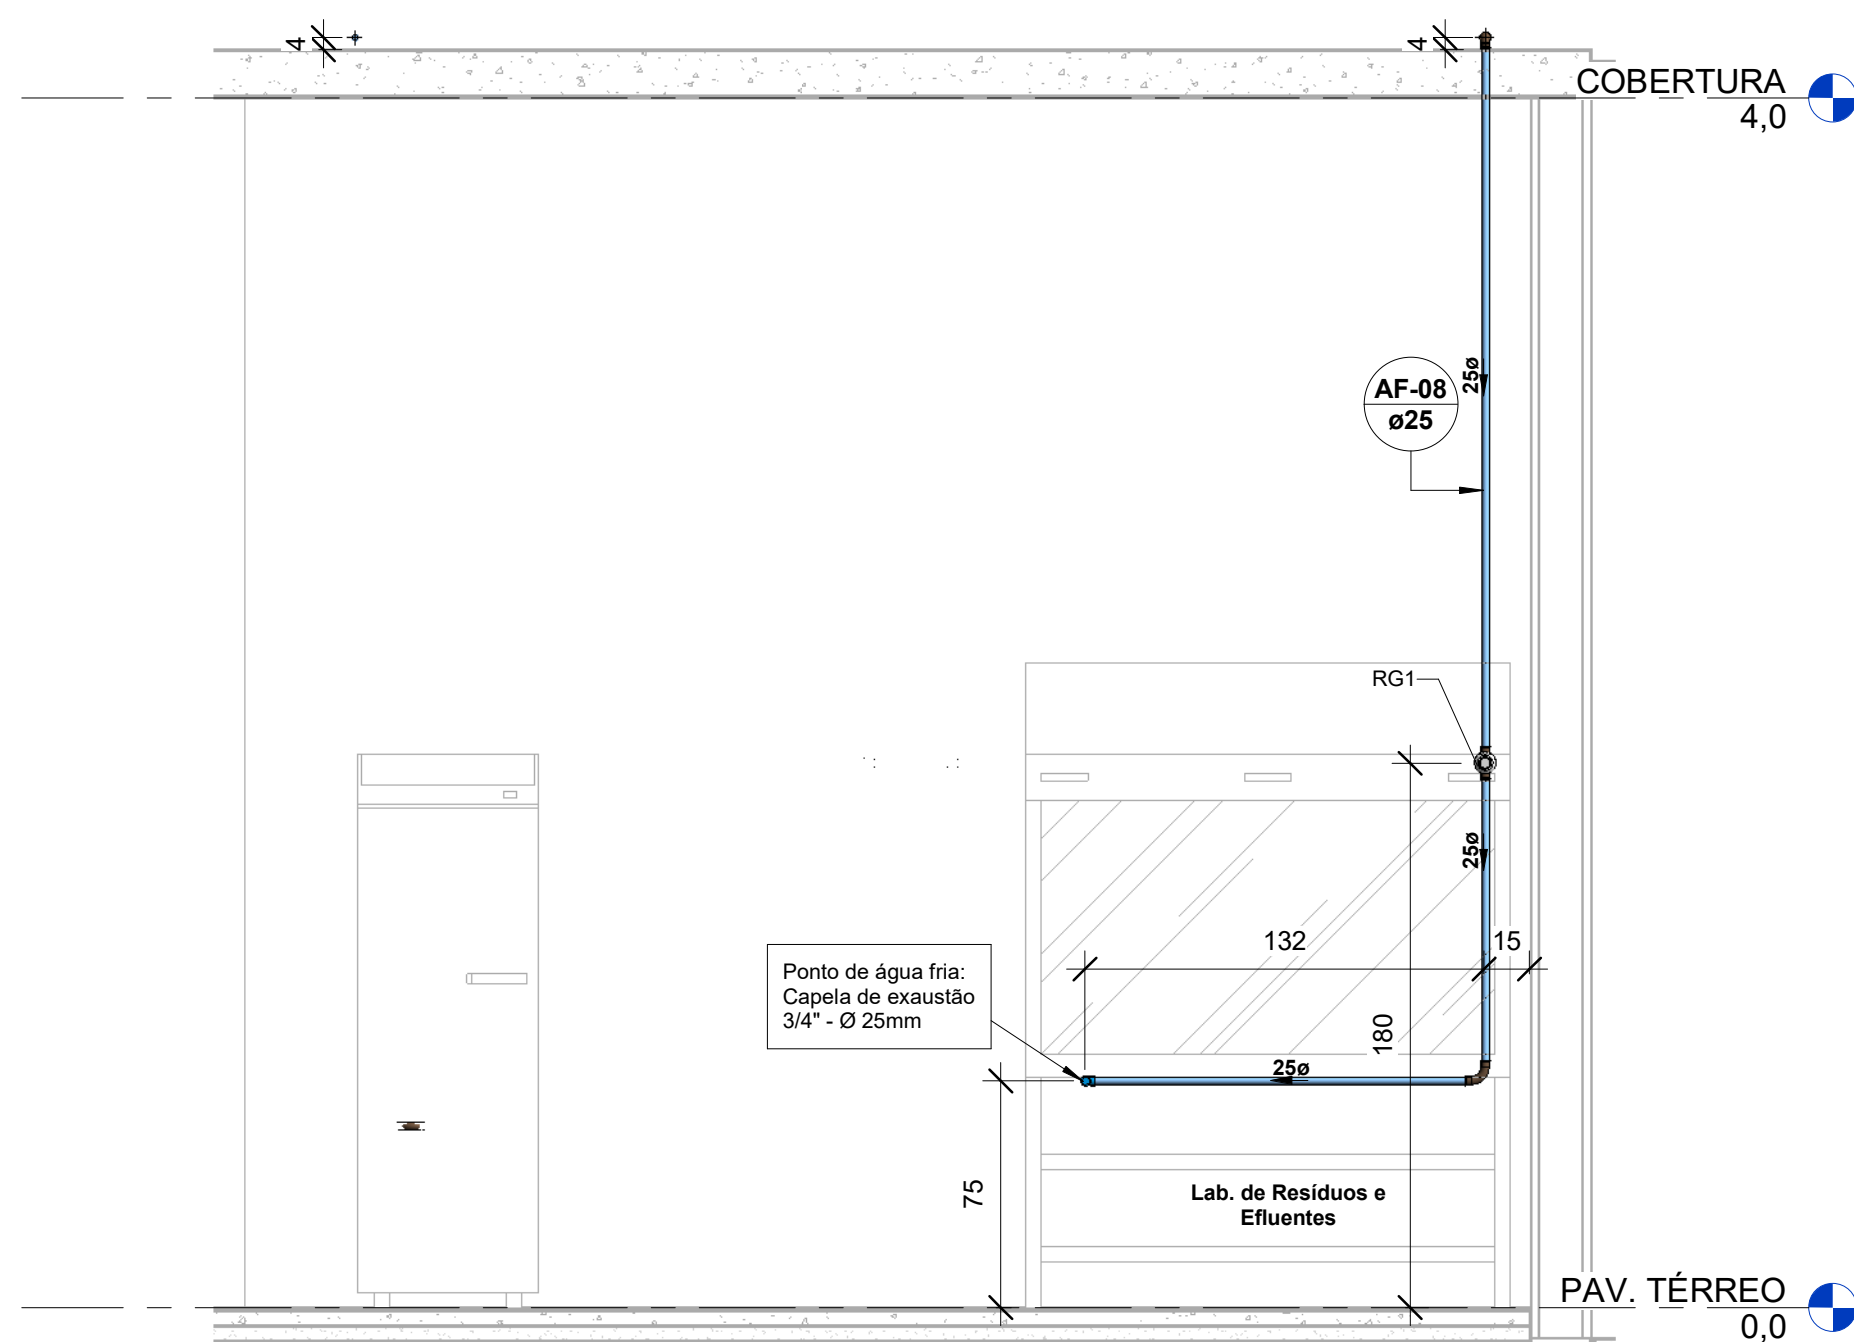 4
4
COBERTURA
4,0
25ø
AF-08
ø25
RG1
25ø
132
15
Ponto de água fria:
Capela de exaustão
3/4" - Ø 25mm
180
25ø
75
Lab. de Resíduos e
Efluentes
PAV. TÉRREO
0,0